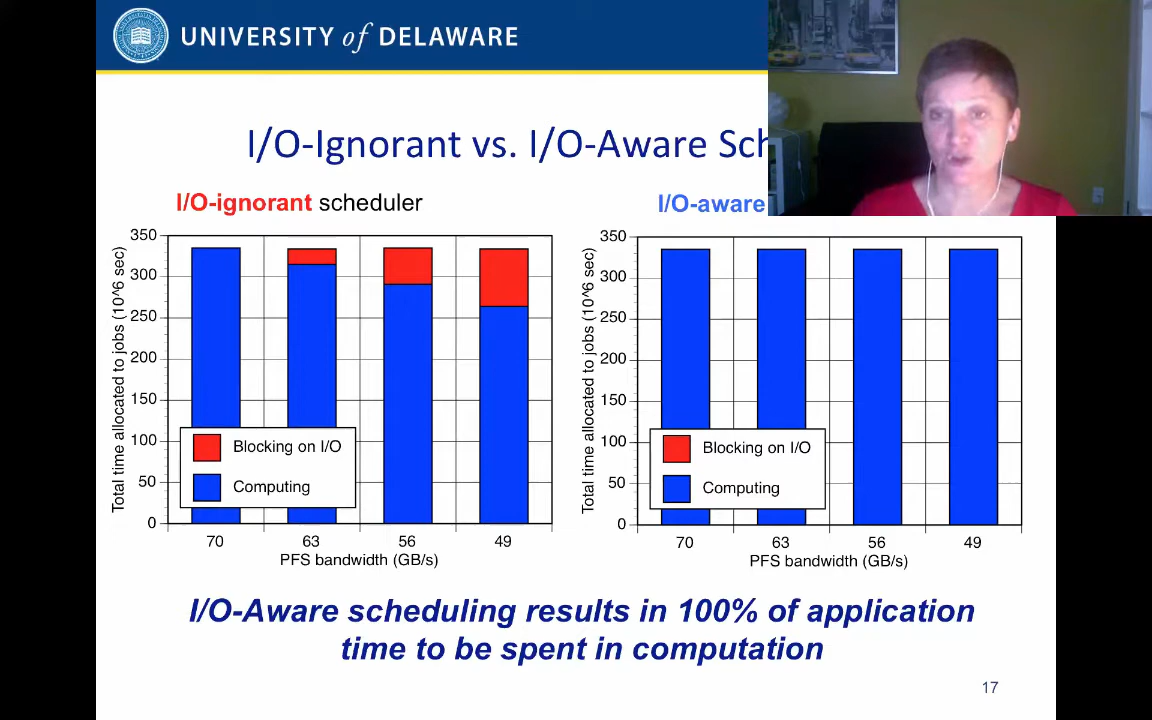 UNIVERSITY of DELAWARE
I/O-Ignorant vs. I/O-Aware
I/O-ignorant scheduler
I/O-aware
Total time allocated to jobs (10^6 sec)
350
300
250
200
150
100
50
0
Blocking on I/O
Computing
70 63 56 49
PFS bandwidth (GB/s)
Total time allocated to jobs (10^6 sec)
350
300
250
200
150
100
50
0
Blocking on I/O
Computing
70 63 56 49
PFS bandwidth (GB/s)
I/O-Aware scheduling results in 100% of application
time to be spent in computation
17